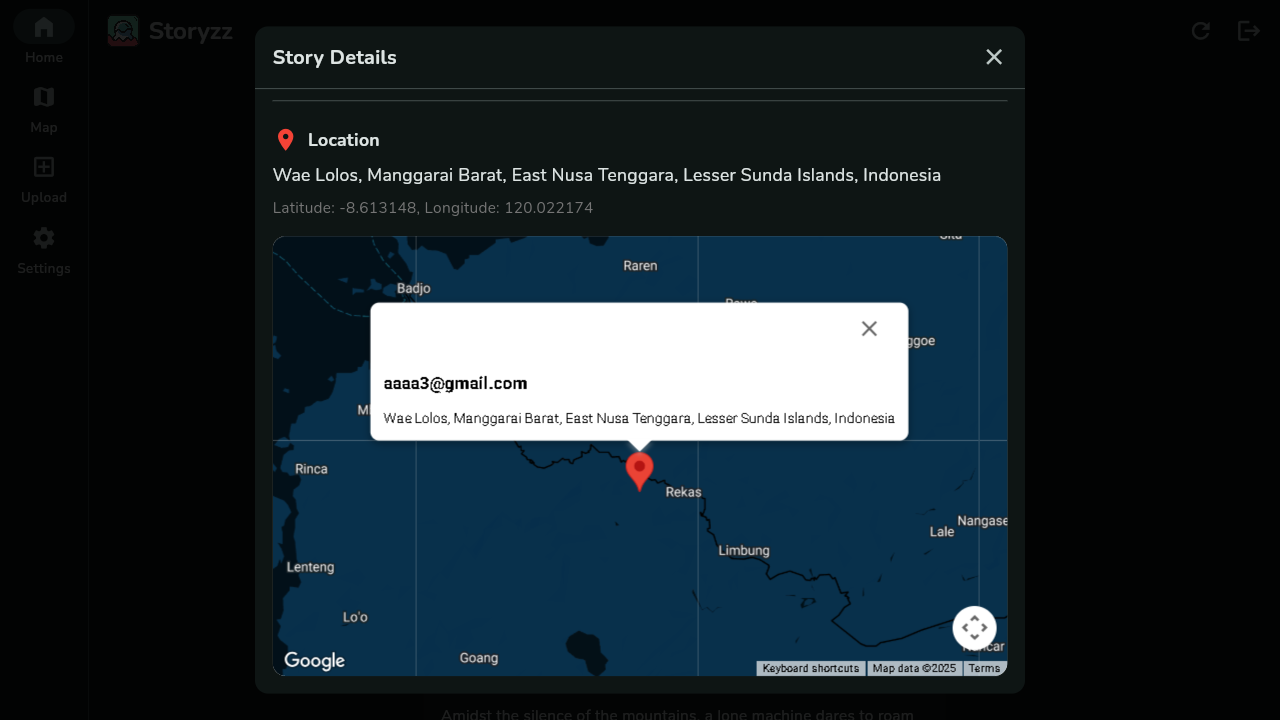 Storyzz
Home
Map
Upload
Settings
Story Details
Location
Wae Lolos, Manggarai Barat, East Nusa Tenggara, Lesser Sunda Islands, Indonesia
Latitude: -8.613148, Longitude: 120.022174
Raren
Badjo
aaaa3@gmail.com
Wae Lolos, Manggarai Barat, East Nusa Tenggara, Lesser Sunda Islands, Indonesia
Rinca
Rekas
Nangase
Lale
Limbung
Lenteng
Lo'o
Goang
Google
Keyboard shortcuts
Map data ©2025
Terms
Amidst the silence of the mountains, a lone machine dares to roam